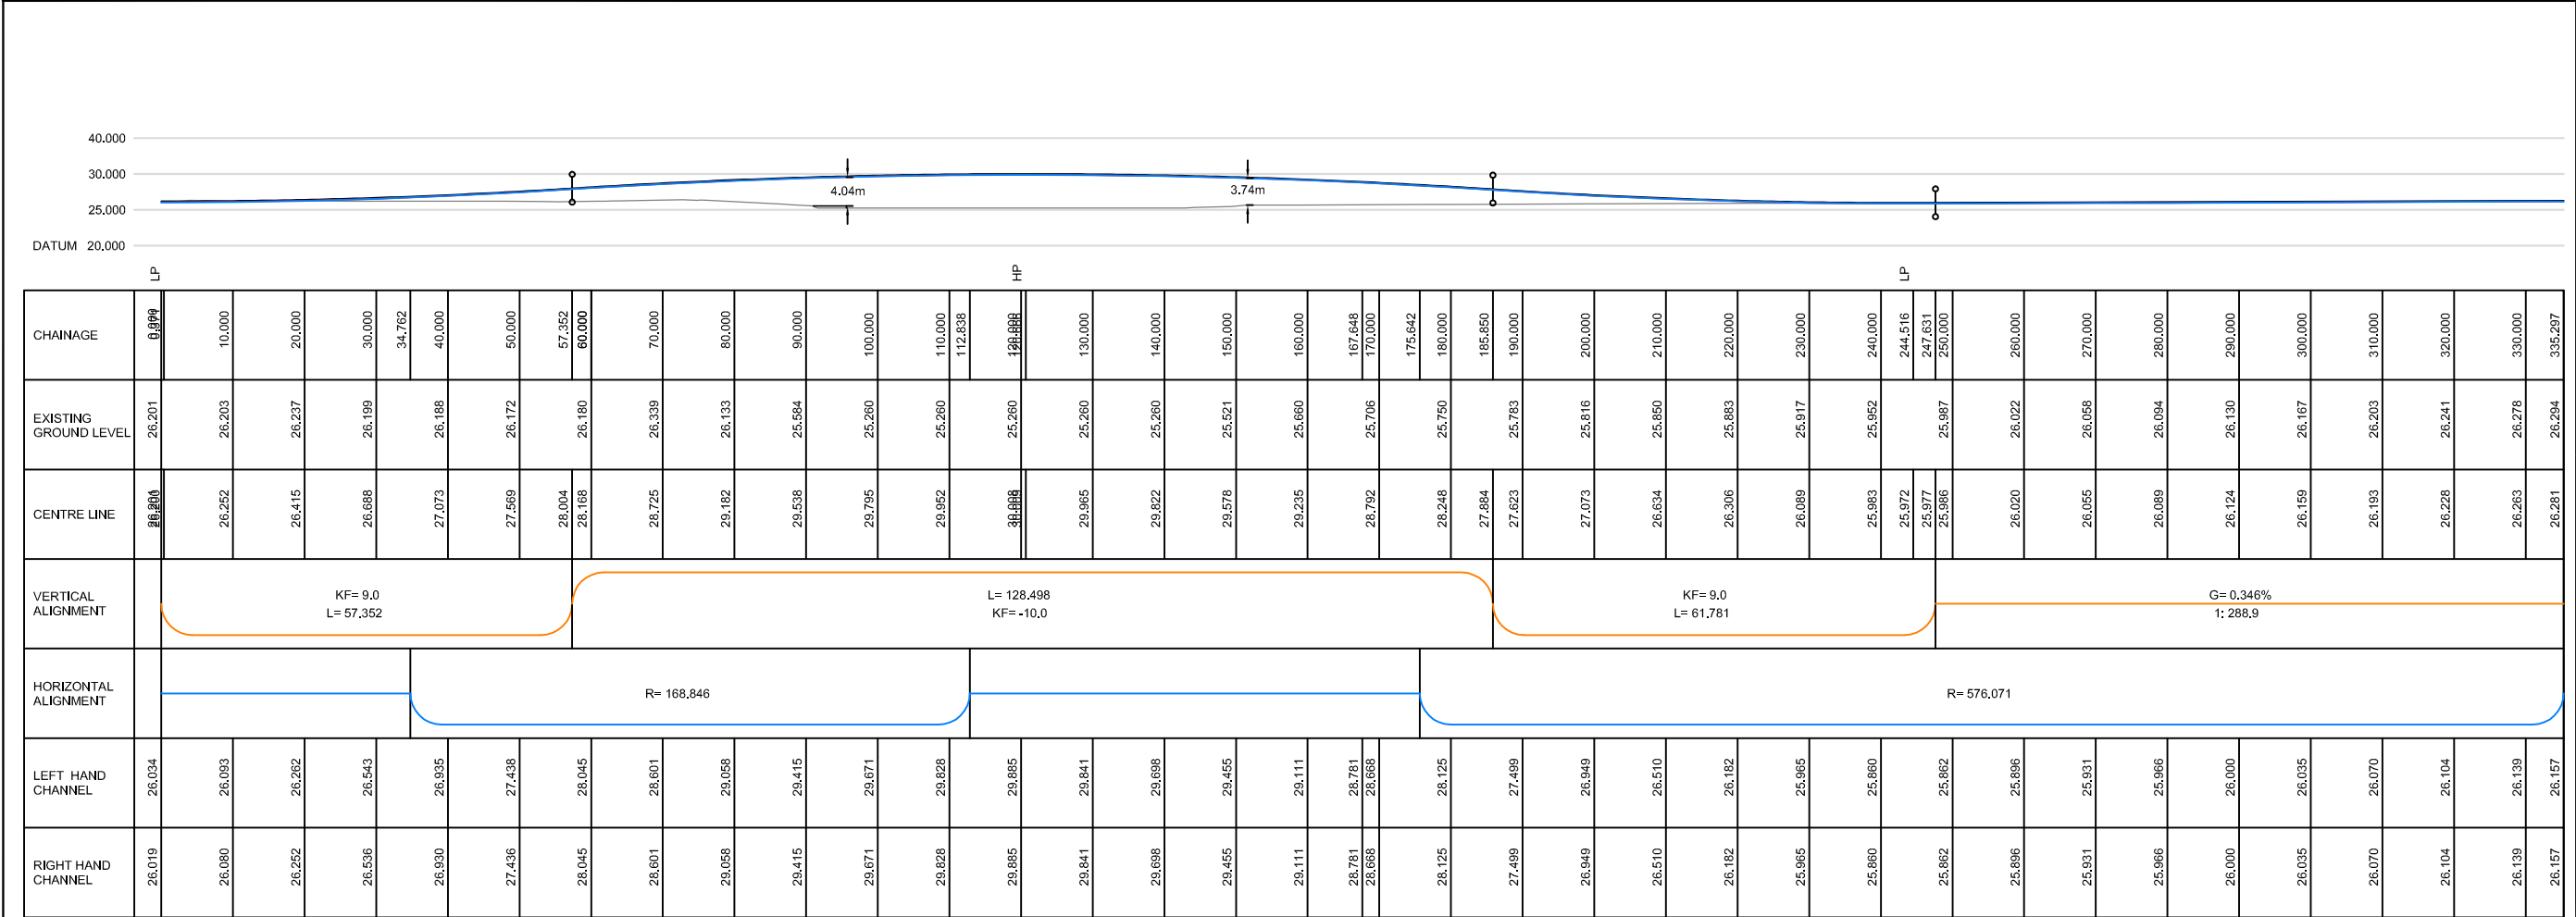 40.000
30.000
25.000
DATUM 20.000
4.04m
3.74m
LP HP LP
CHAINAGE 10.000 20.000 30.000 34.762 40.000 50.000 57.352 60.000 70.000 80.000 90.000 100.000 110.000 112.838 130.000 140.000 150.000 160.000 167.648 170.000 175.642 180.000 185.850 190.000 200.000 210.000 220.000 230.000 240.000 244.516 247.631 250.000 260.000 270.000 280.000 290.000 300.000 310.000 320.000 330.000 335.297
EXISTING
GROUND LEVEL
26.201 26.203 26.237 26.199 26.188 26.172 26.180 26.339 26.133 25.584 25.260 25.260 25.260 25.260 25.260 25.521 25.660 25.706 25.750 25.783 25.816 25.850 25.883 25.917 25.952 25.987 26.022 26.058 26.094 26.130 26.167 26.203 26.241 26.278 26.294
CENTRE LINE 26.252 26.415 26.688 27.073 27.569 28.004 28.168 28.725 29.182 29.538 29.795 29.952 29.965 29.822 29.578 29.235 28.792 28.248 27.884 27.623 27.073 26.634 26.306 26.089 25.983 25.972 25.977 25.986 26.020 26.055 26.089 26.124 26.159 26.193 26.228 26.263 26.281
VERTICAL
ALIGNMENT
KF= 9.0
L= 57.352
L= 128.498
KF= -10.0
KF= 9.0
L= 61.781
G= 0.346%
1: 288.9
HORIZONTAL
ALIGNMENT
R= 168.846
R= 576.071
LEFT HAND
CHANNEL
26.034 26.093 26.262 26.543 26.935 27.438 28.045 28.601 29.058 29.415 29.671 29.828 29.885 29.841 29.698 29.455 29.111 28.781 28.668 28.125 27.499 26.949 26.510 26.182 25.965 25.860 25.862 25.896 25.931 25.966 26.000 26.035 26.070 26.104 26.139 26.157
RIGHT HAND
CHANNEL
26.019 26.080 26.252 26.536 26.930 27.436 28.045 28.601 29.058 29.415 29.671 29.828 29.885 29.841 29.698 29.455 29.111 28.781 28.668 28.125 27.499 26.949 26.510 26.182 25.965 25.860 25.862 25.896 25.931 25.966 26.000 26.035 26.070 26.104 26.139 26.157